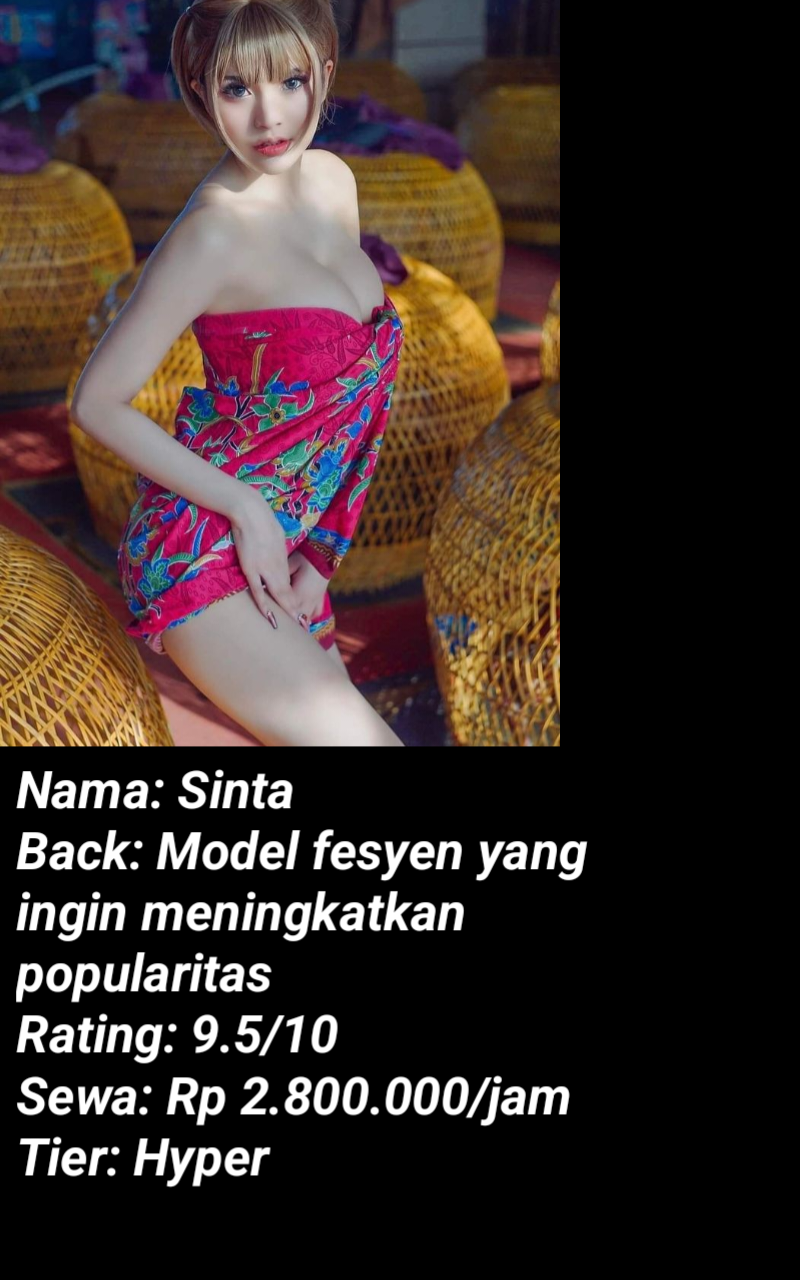 Nama: Sinta
Back: Model fesyen yang
ingin meningkatkan
popularitas
Rating: 9.5/10
Sewa: Rp 2.800.000/jam
Tier: Hyper